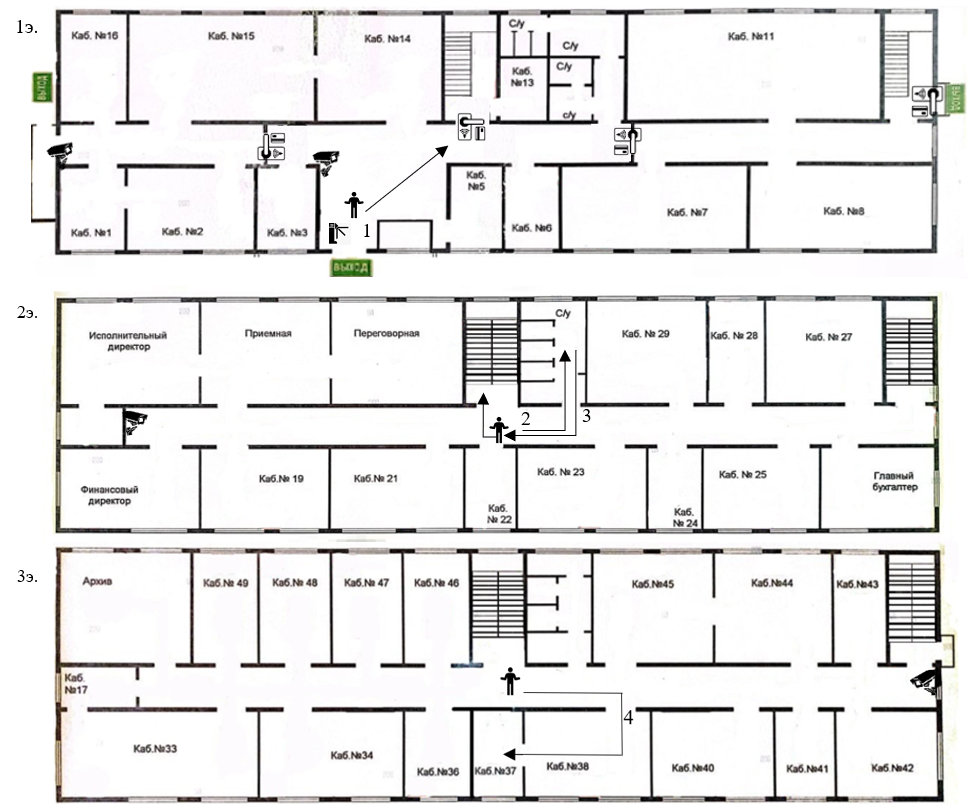 1э.
Каб. №16
Каб. №15
Каб. №14
С/у
С/у
Каб. №11
Каб.
№13
С/у
с/у
ВЫХОД
ВЫХОД
Каб. №1
Каб. №2
Каб. №3
1
Каб.
№5
Каб. №6
Каб. №7
Каб. №8
ВЫХОД
2э.
Исполнительный
директор
Приемная
Переговорная
С/у
Каб. № 29
Каб. № 28
Каб. № 27
2
3
Финансовый
директор
Каб.№ 19
Каб. № 21
Каб.
№ 22
Каб. № 23
Каб.
№ 24
Каб. № 25
Главный
бухгалтер
3э.
Архив
Каб.№ 49
Каб.№ 48
Каб.№ 47
Каб.№ 46
Каб.№45
Каб.№44
Каб.№43
Каб.
№17
4
Каб.№33
Каб.№34
Каб.№36
Каб.№37
Каб.№38
Каб.№40
Каб.№41
Каб.№42